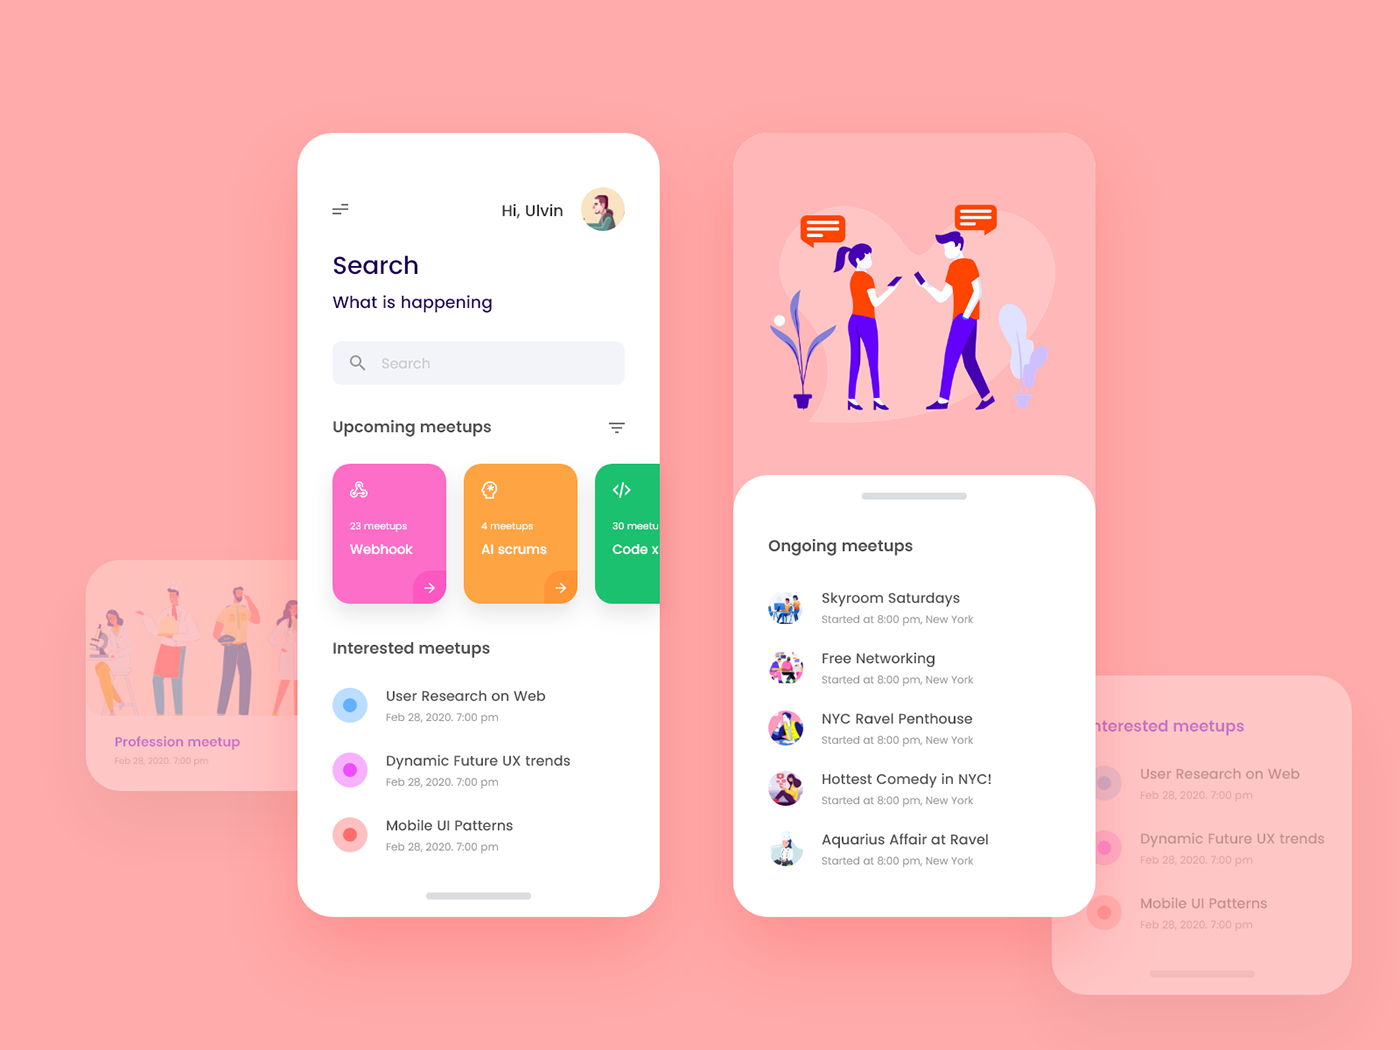 Hi, Ulvin
Search
What is happening
Search
Upcoming meetups
23 meetups
Webhook
4 meetups
AI scrums
30 meetu
Code x
Interested meetups
User Research on Web
Feb 28, 2020. 7:00 pm
Dynamic Future UX trends
Feb 28, 2020. 7:00 pm
Mobile UI Patterns
Feb 28, 2020. 7:00 pm
Profession meetup
Feb 28, 2020. 7:00 pm
Ongoing meetups
Skyroom Saturdays
Started at 8:00 pm, New York
Free Networking
Started at 8:00 pm, New York
NYC Ravel Penthouse
Started at 8:00 pm, New York
Hottest Comedy in NYC!
Started at 8:00 pm, New York
Aquarius Affair at Ravel
Started at 8:00 pm, New York
nterested meetups
User Research on Web
Feb 28, 2020. 7:00 pm
Dynamic Future UX trends
Feb 28, 2020. 7:00 pm
Mobile UI Patterns
Feb 28, 2020. 7:00 pm